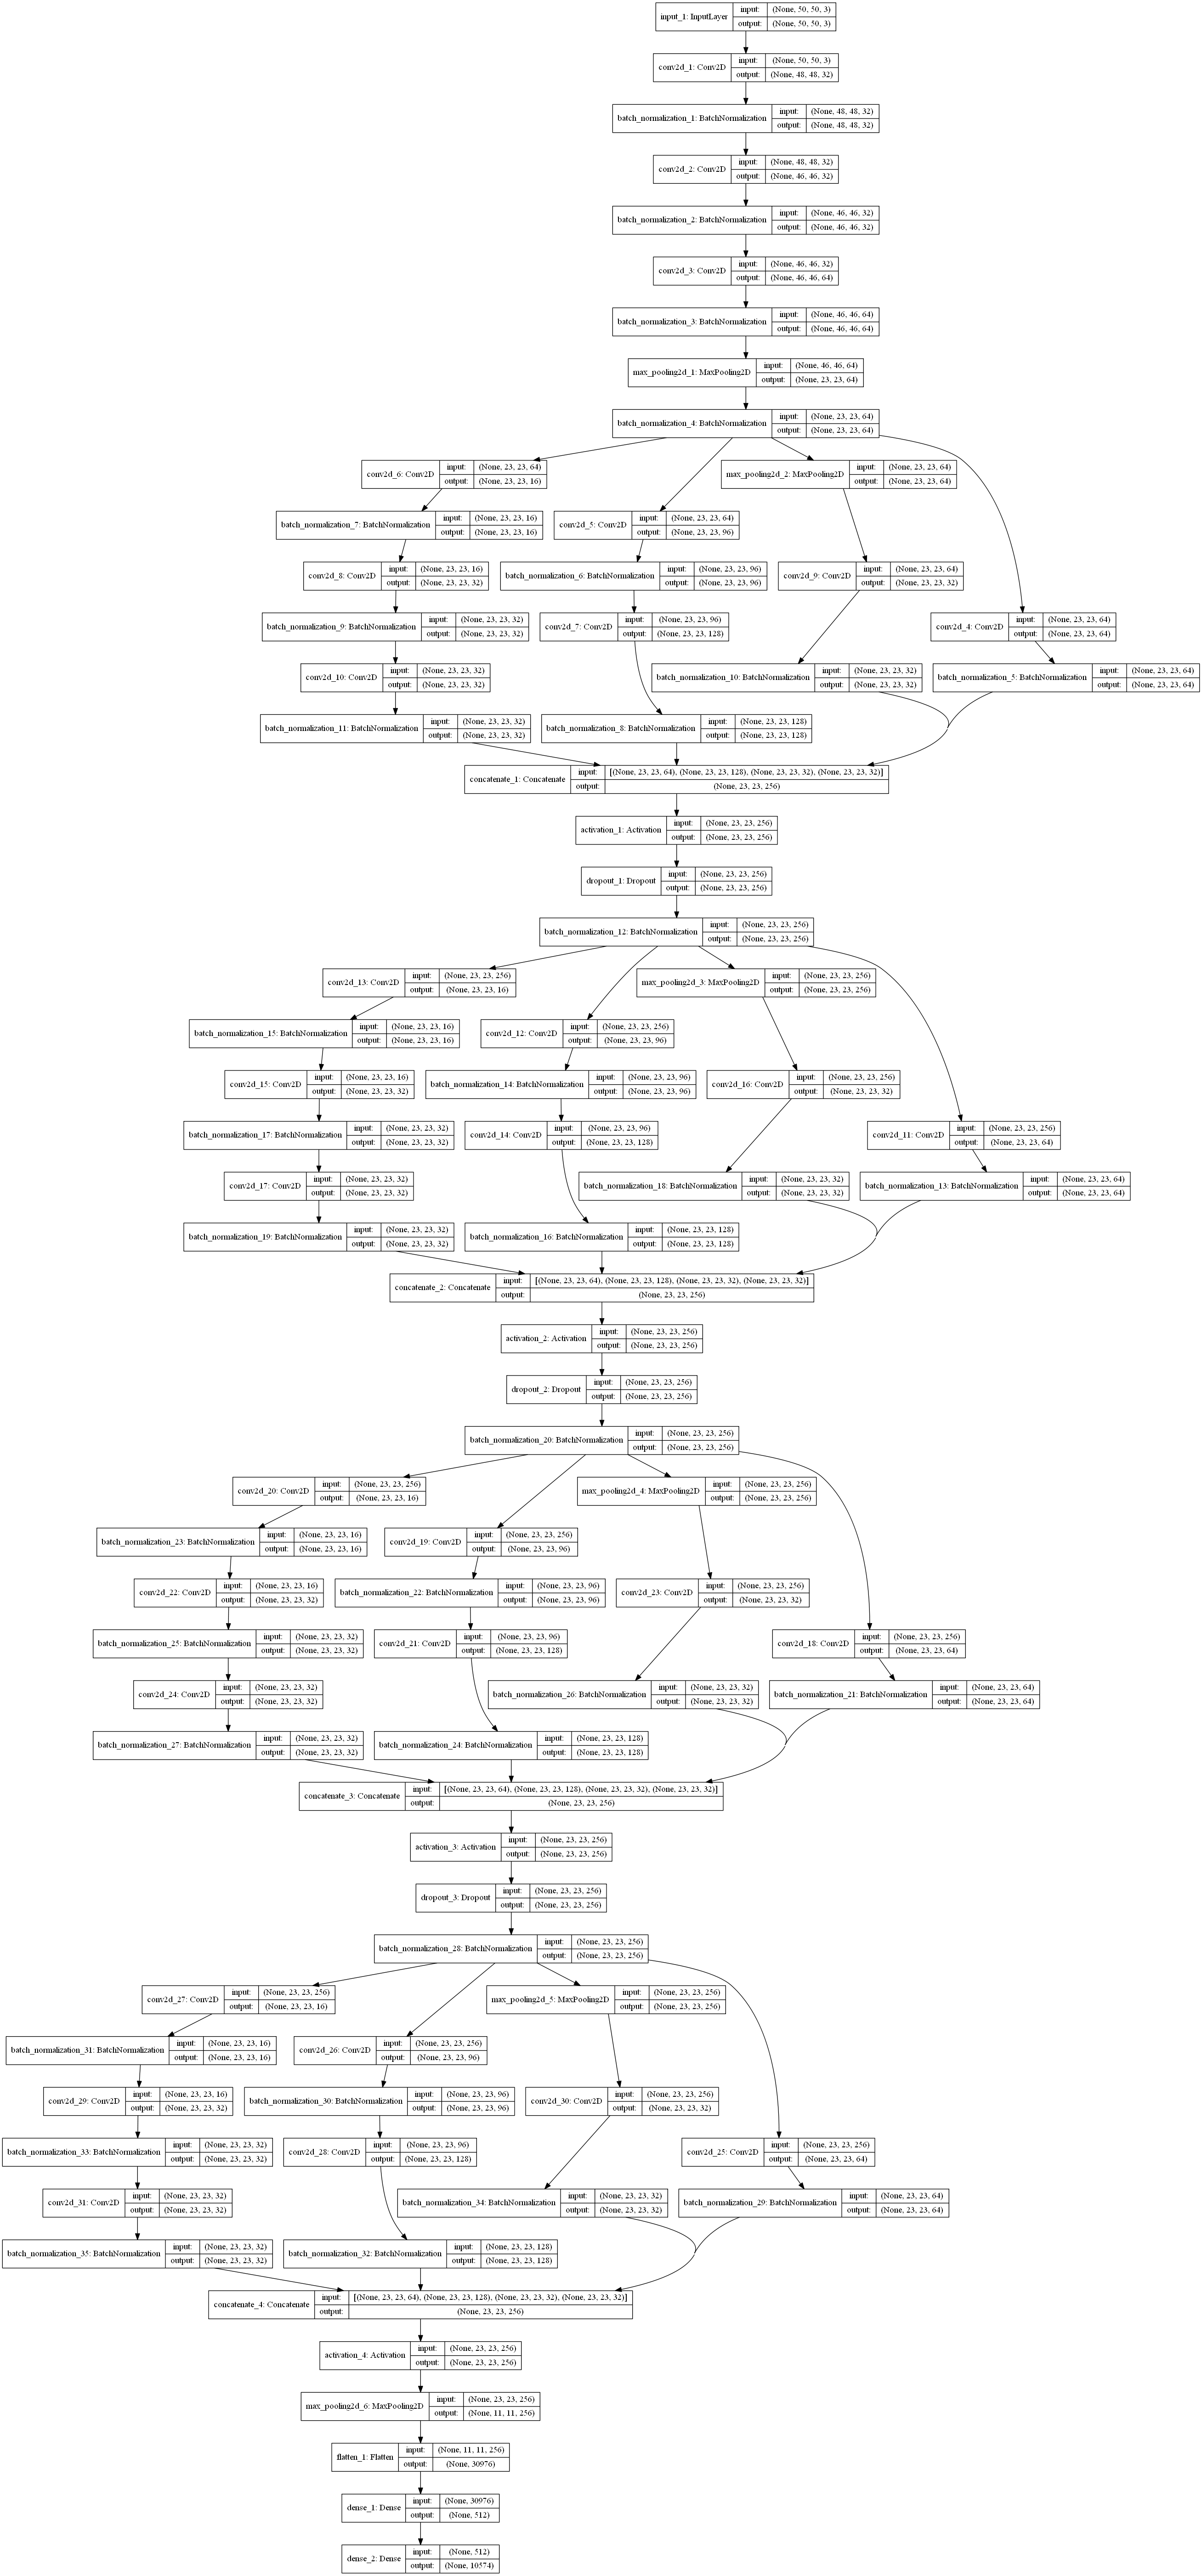 input_1: InputLayer input: (None, 50, 50, 3)
output: (None, 50, 50, 3)
conv2d_1: Conv2D input: (None, 50, 50, 3)
output: (None, 48, 48, 32)
batch_normalization_1: BatchNormalization input: (None, 48, 48, 32)
output: (None, 48, 48, 32)
conv2d_2: Conv2D input: (None, 48, 48, 32)
output: (None, 46, 46, 32)
batch_normalization_2: BatchNormalization input: (None, 46, 46, 32)
output: (None, 46, 46, 32)
conv2d_3: Conv2D input: (None, 46, 46, 32)
output: (None, 46, 46, 64)
batch_normalization_3: BatchNormalization input: (None, 46, 46, 64)
output: (None, 46, 46, 64)
max_pooling2d_1: MaxPooling2D input: (None, 46, 46, 64)
output: (None, 23, 23, 64)
batch_normalization_4: BatchNormalization input: (None, 23, 23, 64)
output: (None, 23, 23, 64)
conv2d_6: Conv2D input: (None, 23, 23, 64)
output: (None, 23, 23, 16)
max_pooling2d_2: MaxPooling2D input: (None, 23, 23, 64)
output: (None, 23, 23, 64)
batch_normalization_7: BatchNormalization input: (None, 23, 23, 16)
output: (None, 23, 23, 16)
conv2d_5: Conv2D input: (None, 23, 23, 64)
output: (None, 23, 23, 96)
conv2d_8: Conv2D input: (None, 23, 23, 16)
output: (None, 23, 23, 32)
batch_normalization_6: BatchNormalization input: (None, 23, 23, 96)
output: (None, 23, 23, 96)
conv2d_9: Conv2D input: (None, 23, 23, 64)
output: (None, 23, 23, 32)
batch_normalization_9: BatchNormalization input: (None, 23, 23, 32)
output: (None, 23, 23, 32)
conv2d_7: Conv2D input: (None, 23, 23, 96)
output: (None, 23, 23, 128)
conv2d_4: Conv2D input: (None, 23, 23, 64)
output: (None, 23, 23, 64)
conv2d_10: Conv2D input: (None, 23, 23, 32)
output: (None, 23, 23, 32)
batch_normalization_10: BatchNormalization input: (None, 23, 23, 32)
output: (None, 23, 23, 32)
batch_normalization_5: BatchNormalization input: (None, 23, 23, 64)
output: (None, 23, 23, 64)
batch_normalization_11: BatchNormalization input: (None, 23, 23, 32)
output: (None, 23, 23, 32)
batch_normalization_8: BatchNormalization input: (None, 23, 23, 128)
output: (None, 23, 23, 128)
concatenate_1: Concatenate input: [(None, 23, 23, 64), (None, 23, 23, 128), (None, 23, 23, 32), (None, 23, 23, 32)]
output: (None, 23, 23, 256)
activation_1: Activation input: (None, 23, 23, 256)
output: (None, 23, 23, 256)
dropout_1: Dropout input: (None, 23, 23, 256)
output: (None, 23, 23, 256)
batch_normalization_12: BatchNormalization input: (None, 23, 23, 256)
output: (None, 23, 23, 256)
conv2d_13: Conv2D input: (None, 23, 23, 256)
output: (None, 23, 23, 16)
max_pooling2d_3: MaxPooling2D input: (None, 23, 23, 256)
output: (None, 23, 23, 256)
batch_normalization_15: BatchNormalization input: (None, 23, 23, 16)
output: (None, 23, 23, 16)
conv2d_12: Conv2D input: (None, 23, 23, 256)
output: (None, 23, 23, 96)
conv2d_15: Conv2D input: (None, 23, 23, 16)
output: (None, 23, 23, 32)
batch_normalization_14: BatchNormalization input: (None, 23, 23, 96)
output: (None, 23, 23, 96)
conv2d_16: Conv2D input: (None, 23, 23, 256)
output: (None, 23, 23, 32)
batch_normalization_17: BatchNormalization input: (None, 23, 23, 32)
output: (None, 23, 23, 32)
conv2d_14: Conv2D input: (None, 23, 23, 96)
output: (None, 23, 23, 128)
conv2d_11: Conv2D input: (None, 23, 23, 256)
output: (None, 23, 23, 64)
conv2d_17: Conv2D input: (None, 23, 23, 32)
output: (None, 23, 23, 32)
batch_normalization_18: BatchNormalization input: (None, 23, 23, 32)
output: (None, 23, 23, 32)
batch_normalization_13: BatchNormalization input: (None, 23, 23, 64)
output: (None, 23, 23, 64)
batch_normalization_19: BatchNormalization input: (None, 23, 23, 32)
output: (None, 23, 23, 32)
batch_normalization_16: BatchNormalization input: (None, 23, 23, 128)
output: (None, 23, 23, 128)
concatenate_2: Concatenate input: [(None, 23, 23, 64), (None, 23, 23, 128), (None, 23, 23, 32), (None, 23, 23, 32)]
output: (None, 23, 23, 256)
activation_2: Activation input: (None, 23, 23, 256)
output: (None, 23, 23, 256)
dropout_2: Dropout input: (None, 23, 23, 256)
output: (None, 23, 23, 256)
batch_normalization_20: BatchNormalization input: (None, 23, 23, 256)
output: (None, 23, 23, 256)
conv2d_20: Conv2D input: (None, 23, 23, 256)
output: (None, 23, 23, 16)
max_pooling2d_4: MaxPooling2D input: (None, 23, 23, 256)
output: (None, 23, 23, 256)
batch_normalization_23: BatchNormalization input: (None, 23, 23, 16)
output: (None, 23, 23, 16)
conv2d_19: Conv2D input: (None, 23, 23, 256)
output: (None, 23, 23, 96)
conv2d_22: Conv2D input: (None, 23, 23, 16)
output: (None, 23, 23, 32)
batch_normalization_22: BatchNormalization input: (None, 23, 23, 96)
output: (None, 23, 23, 96)
conv2d_23: Conv2D input: (None, 23, 23, 256)
output: (None, 23, 23, 32)
batch_normalization_25: BatchNormalization input: (None, 23, 23, 32)
output: (None, 23, 23, 32)
conv2d_21: Conv2D input: (None, 23, 23, 96)
output: (None, 23, 23, 128)
conv2d_18: Conv2D input: (None, 23, 23, 256)
output: (None, 23, 23, 64)
conv2d_24: Conv2D input: (None, 23, 23, 32)
output: (None, 23, 23, 32)
batch_normalization_26: BatchNormalization input: (None, 23, 23, 32)
output: (None, 23, 23, 32)
batch_normalization_21: BatchNormalization input: (None, 23, 23, 64)
output: (None, 23, 23, 64)
batch_normalization_27: BatchNormalization input: (None, 23, 23, 32)
output: (None, 23, 23, 32)
batch_normalization_24: BatchNormalization input: (None, 23, 23, 128)
output: (None, 23, 23, 128)
concatenate_3: Concatenate input: [(None, 23, 23, 64), (None, 23, 23, 128), (None, 23, 23, 32), (None, 23, 23, 32)]
output: (None, 23, 23, 256)
activation_3: Activation input: (None, 23, 23, 256)
output: (None, 23, 23, 256)
dropout_3: Dropout input: (None, 23, 23, 256)
output: (None, 23, 23, 256)
batch_normalization_28: BatchNormalization input: (None, 23, 23, 256)
output: (None, 23, 23, 256)
conv2d_27: Conv2D input: (None, 23, 23, 256)
output: (None, 23, 23, 16)
max_pooling2d_5: MaxPooling2D input: (None, 23, 23, 256)
output: (None, 23, 23, 256)
batch_normalization_31: BatchNormalization input: (None, 23, 23, 16)
output: (None, 23, 23, 16)
conv2d_26: Conv2D input: (None, 23, 23, 256)
output: (None, 23, 23, 96)
conv2d_29: Conv2D input: (None, 23, 23, 16)
output: (None, 23, 23, 32)
batch_normalization_30: BatchNormalization input: (None, 23, 23, 96)
output: (None, 23, 23, 96)
conv2d_30: Conv2D input: (None, 23, 23, 256)
output: (None, 23, 23, 32)
batch_normalization_33: BatchNormalization input: (None, 23, 23, 32)
output: (None, 23, 23, 32)
conv2d_28: Conv2D input: (None, 23, 23, 96)
output: (None, 23, 23, 128)
conv2d_25: Conv2D input: (None, 23, 23, 256)
output: (None, 23, 23, 64)
conv2d_31: Conv2D input: (None, 23, 23, 32)
output: (None, 23, 23, 32)
batch_normalization_34: BatchNormalization input: (None, 23, 23, 32)
output: (None, 23, 23, 32)
batch_normalization_29: BatchNormalization input: (None, 23, 23, 64)
output: (None, 23, 23, 64)
batch_normalization_35: BatchNormalization input: (None, 23, 23, 32)
output: (None, 23, 23, 32)
batch_normalization_32: BatchNormalization input: (None, 23, 23, 128)
output: (None, 23, 23, 128)
concatenate_4: Concatenate input: [(None, 23, 23, 64), (None, 23, 23, 128), (None, 23, 23, 32), (None, 23, 23, 32)]
output: (None, 23, 23, 256)
activation_4: Activation input: (None, 23, 23, 256)
output: (None, 23, 23, 256)
max_pooling2d_6: MaxPooling2D input: (None, 23, 23, 256)
output: (None, 11, 11, 256)
flatten_1: Flatten input: (None, 11, 11, 256)
output: (None, 30976)
dense_1: Dense input: (None, 30976)
output: (None, 512)
dense_2: Dense input: (None, 512)
output: (None, 10574)